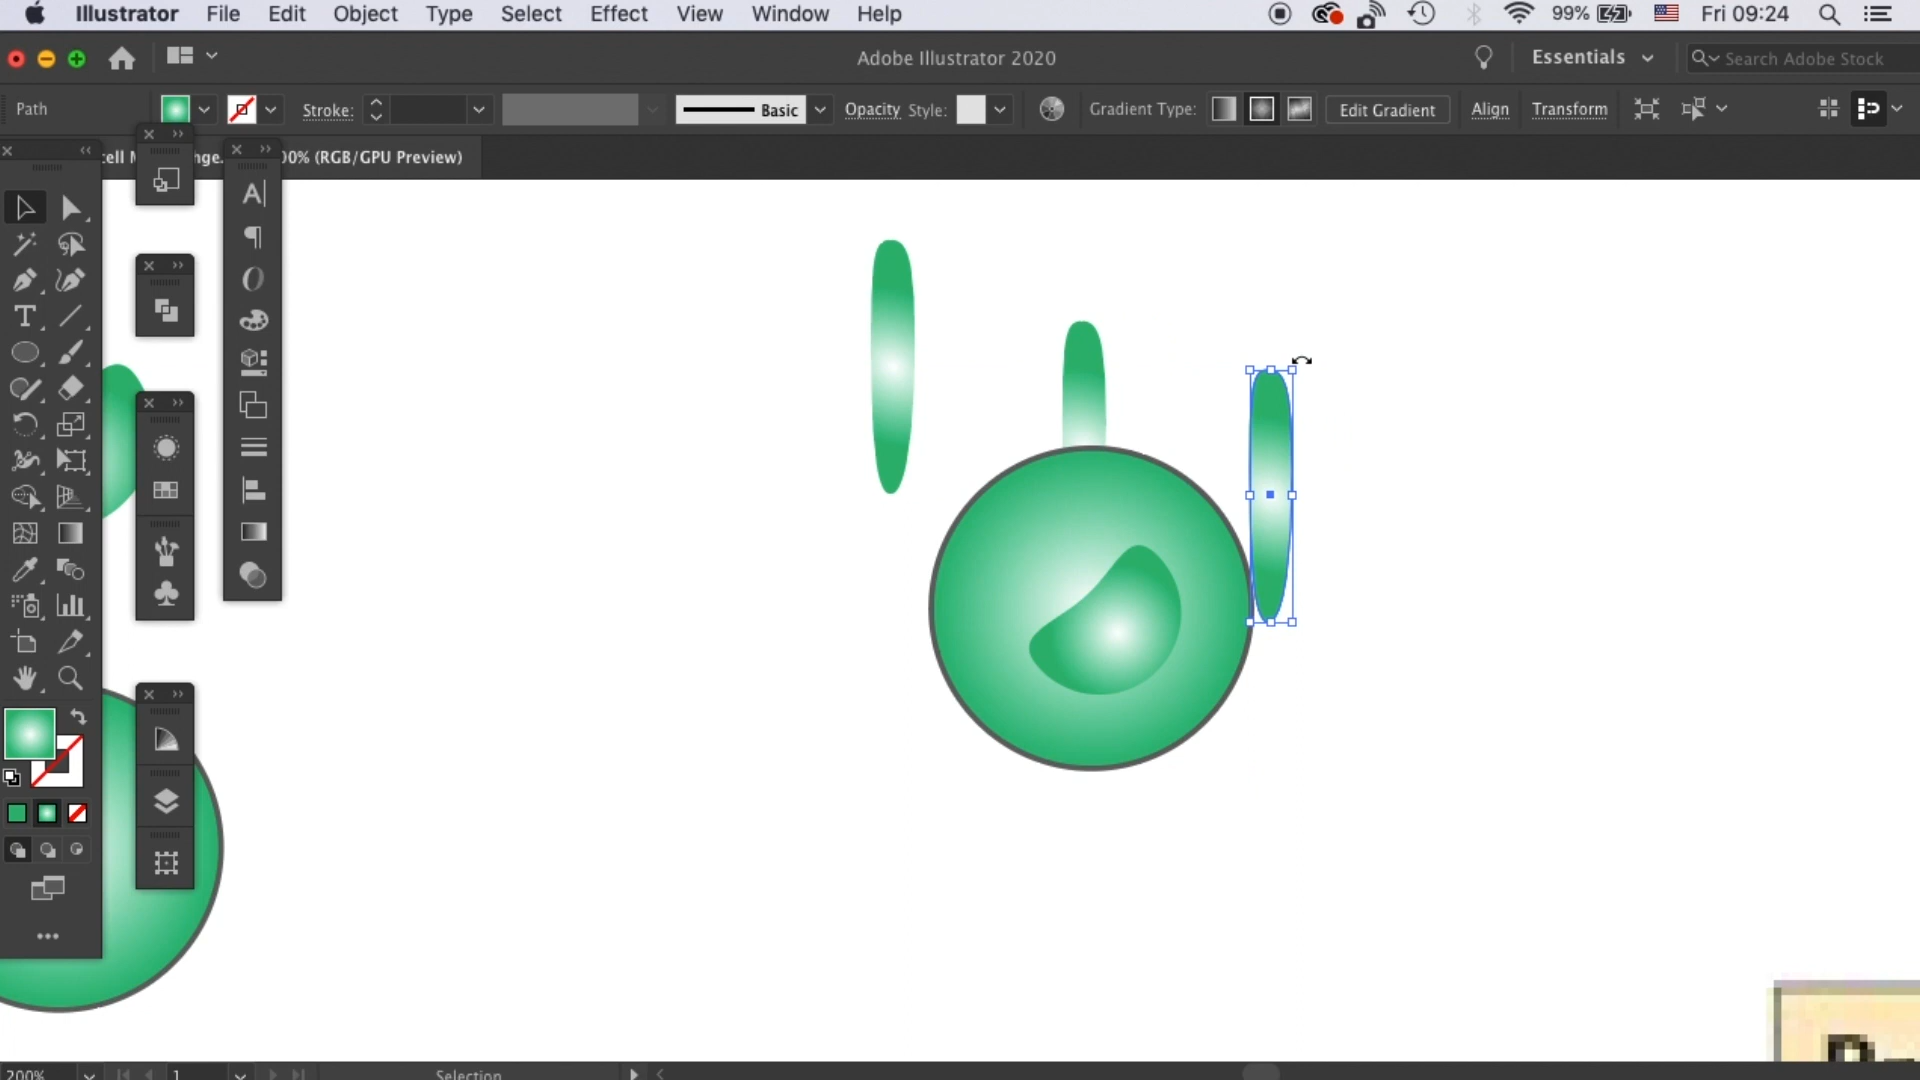 Illustrator File Edit Object Type Select Effect View Window Help 99% Fri 09:24
Adobe Illustrator 2020 Essentials Search Adobe Stock
Path Stroke: Basic Opacity Style: Gradient Type: Edit Gradient Align Transform
00% (RGB/GPU Preview)
200% 1 Selection